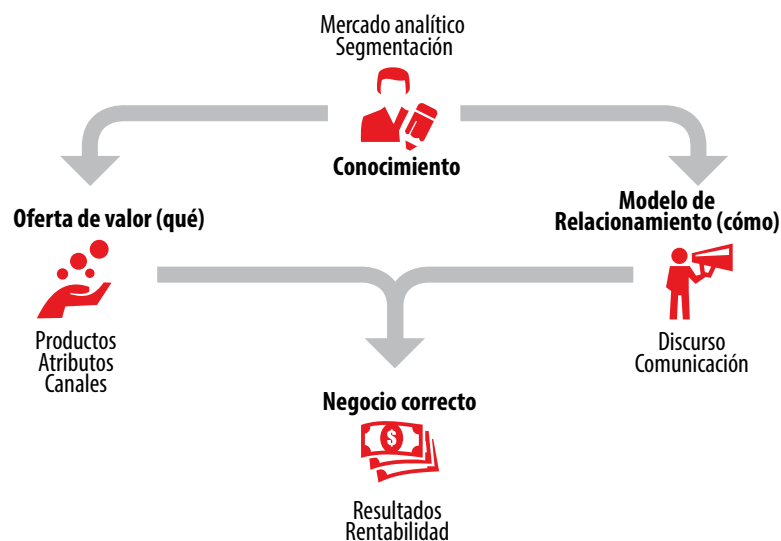 Mercado analítico
Segmentación
Conocimiento
Oferta de valor (qué)
Productos
Atributos
Canales
Modelo de
Relacionamiento (cómo)
Discurso
Comunicación
Negocio correcto
$
Resultados
Rentabilidad